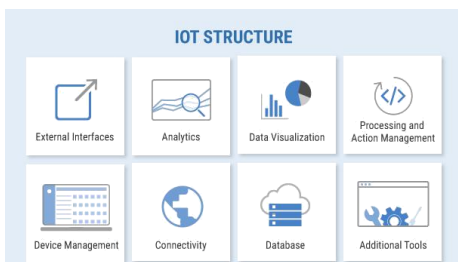 IOT STRUCTURE
External Interfaces
Analytics
Data Visualization
Processing and
Action Management
Device Management
Connectivity
Database
Additional Tools